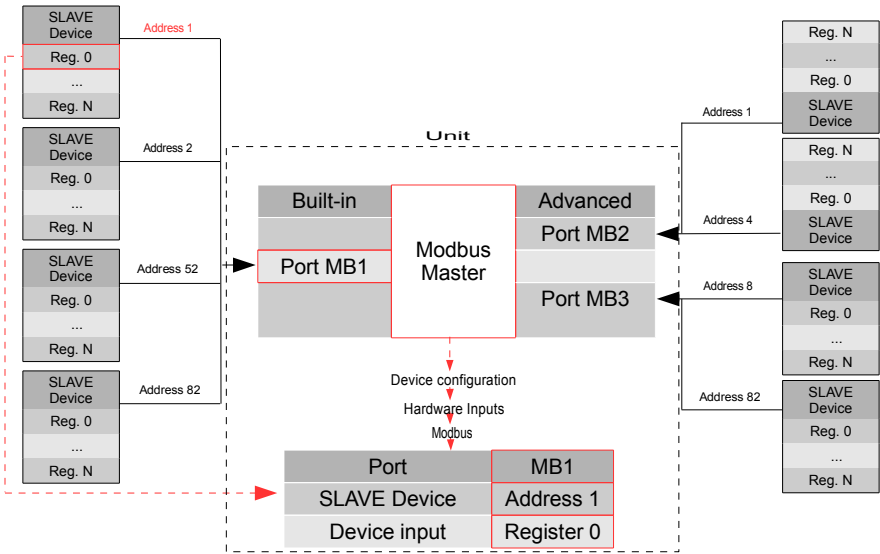 SLAVE
Device
Reg. 0
...
Reg. N
Address 1
SLAVE
Device
Reg. 0
...
Reg. N
Address 2
SLAVE
Device
Reg. 0
...
Reg. N
Address 52
SLAVE
Device
Reg. 0
...
Reg. N
Address 82
Unit
Built-in
Port MB1
Modbus
Master
Advanced
Port MB2
Port MB3
Device configuration
Hardware Inputs
Modbus
Port MB1
SLAVE Device Address 1
Device input Register 0
Address 1
Reg. N
...
Reg. 0
SLAVE
Device
Address 4
Reg. N
...
Reg. 0
SLAVE
Device
Address 8
SLAVE
Device
Reg. 0
...
Reg. N
Address 82
SLAVE
Device
Reg. 0
...
Reg. N